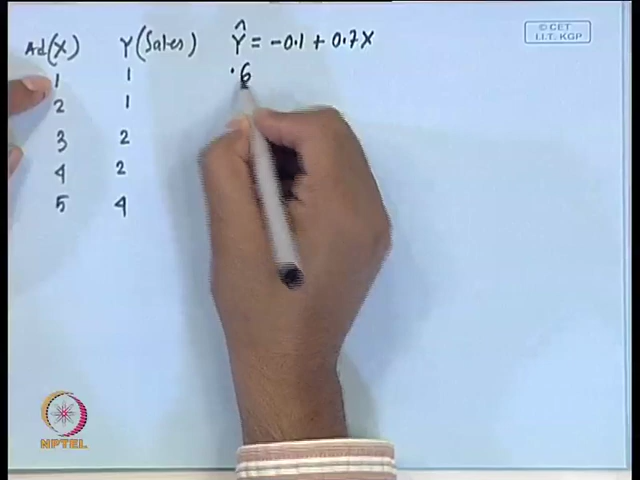 Ad(X) Y(Sales) Ŷ = -0.1 + 0.7X
1 1 .6
2 1
3 2
4 2
5 4
© CET
I.I.T. KGP
NPTEL